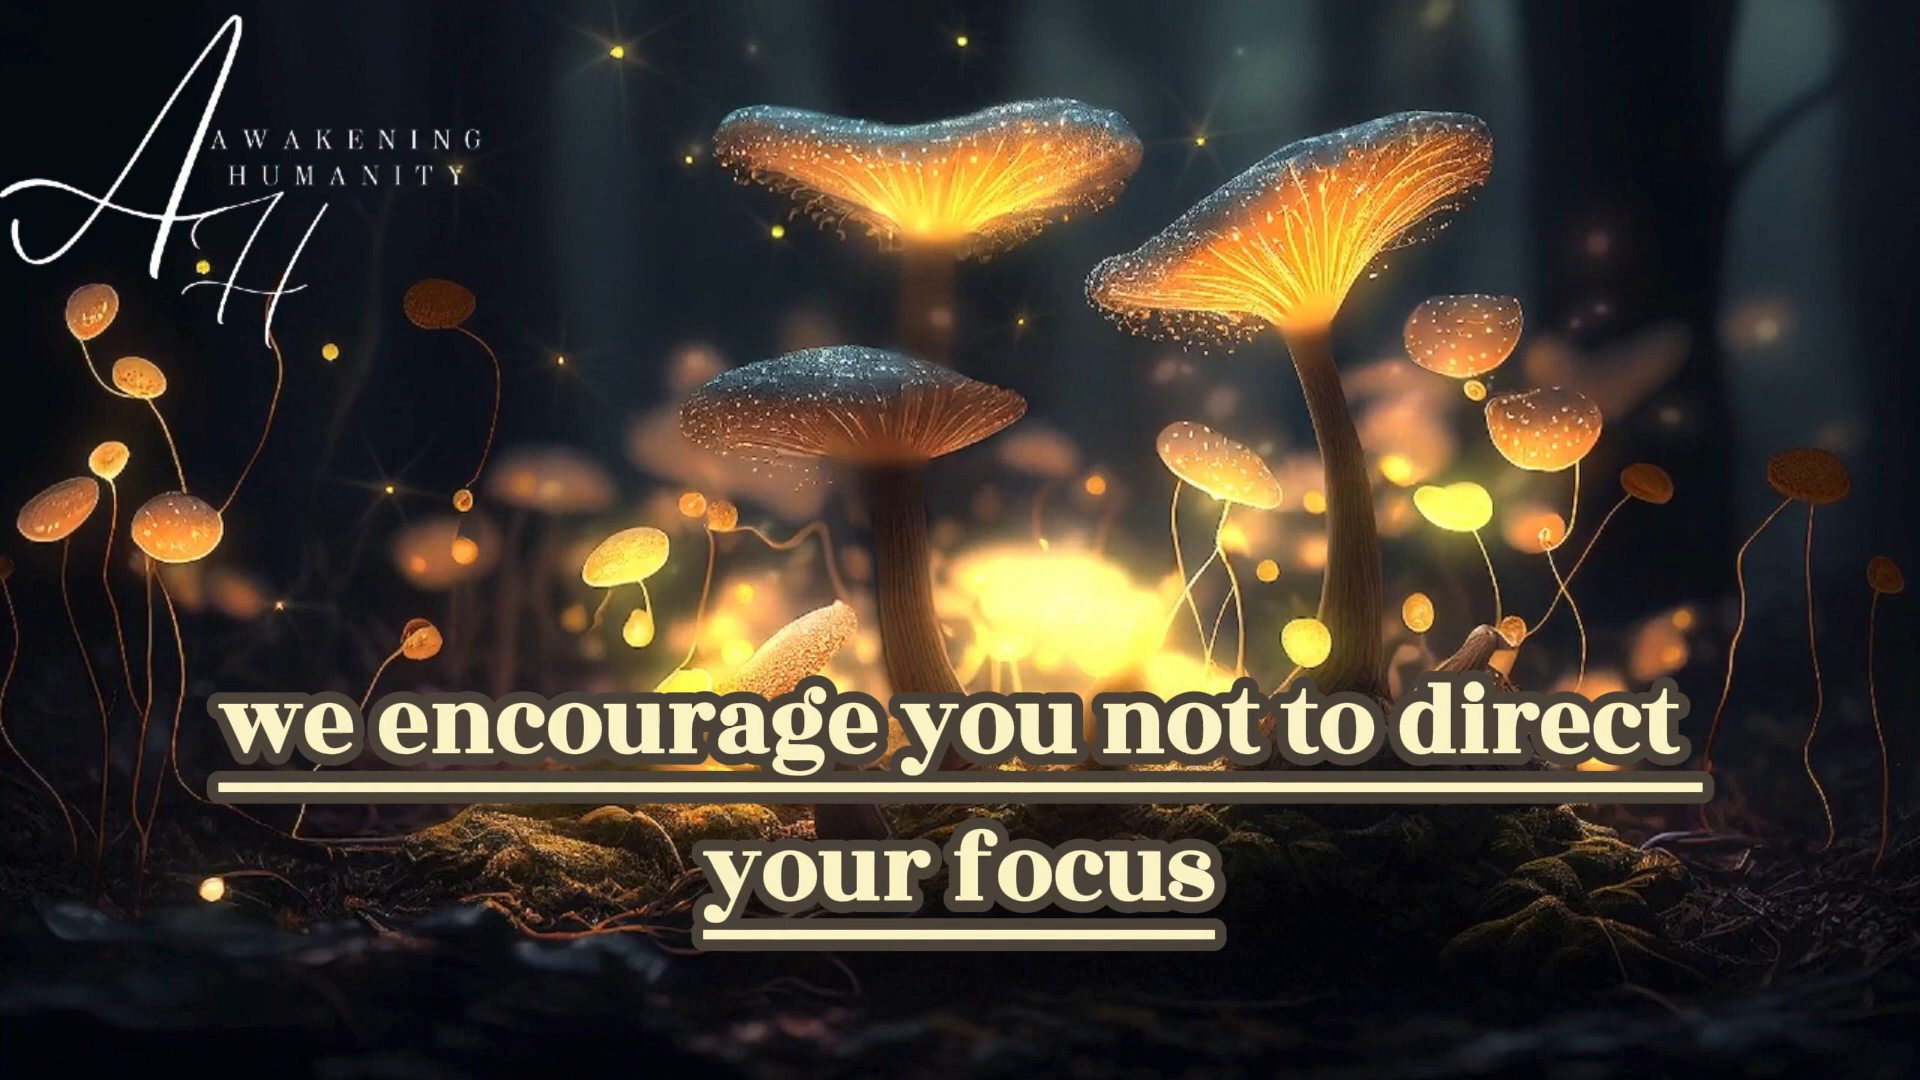 AWAKENING
HUMANITY
AH
we encourage you not to direct
your focus